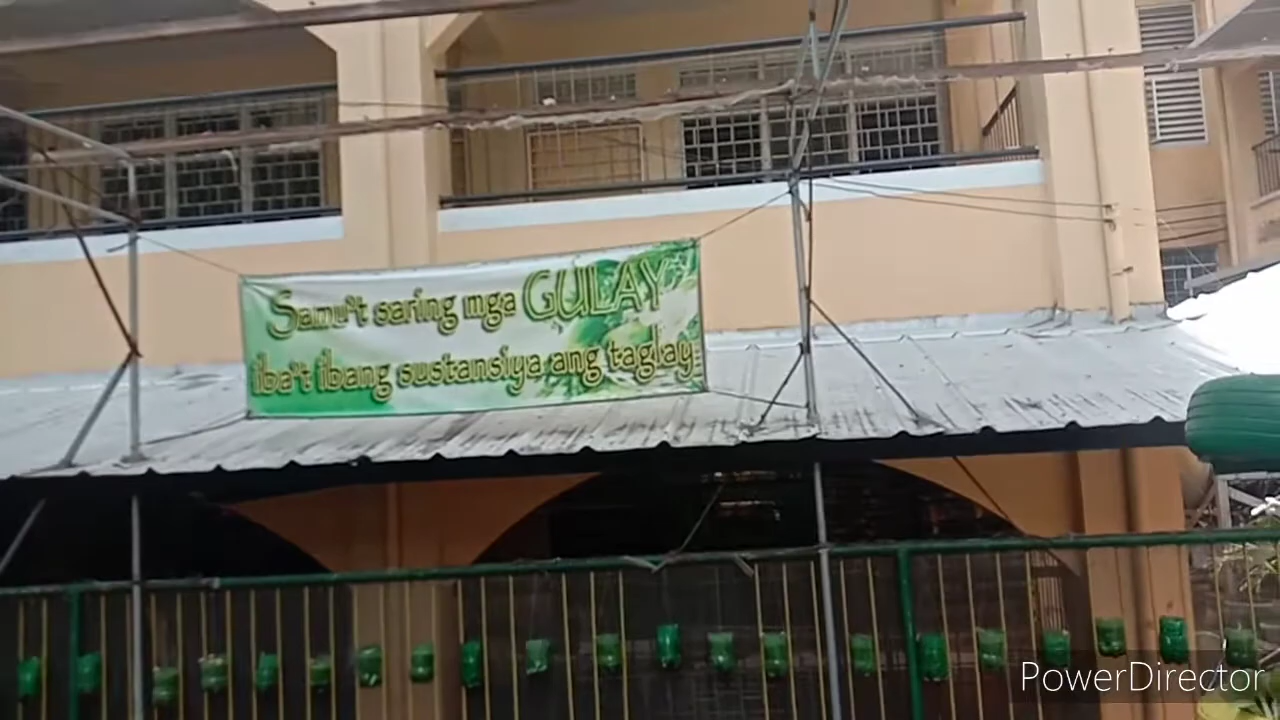 Samu't saring mga GULAY
iba't ibang sustansiya ang taglay
PowerDirector